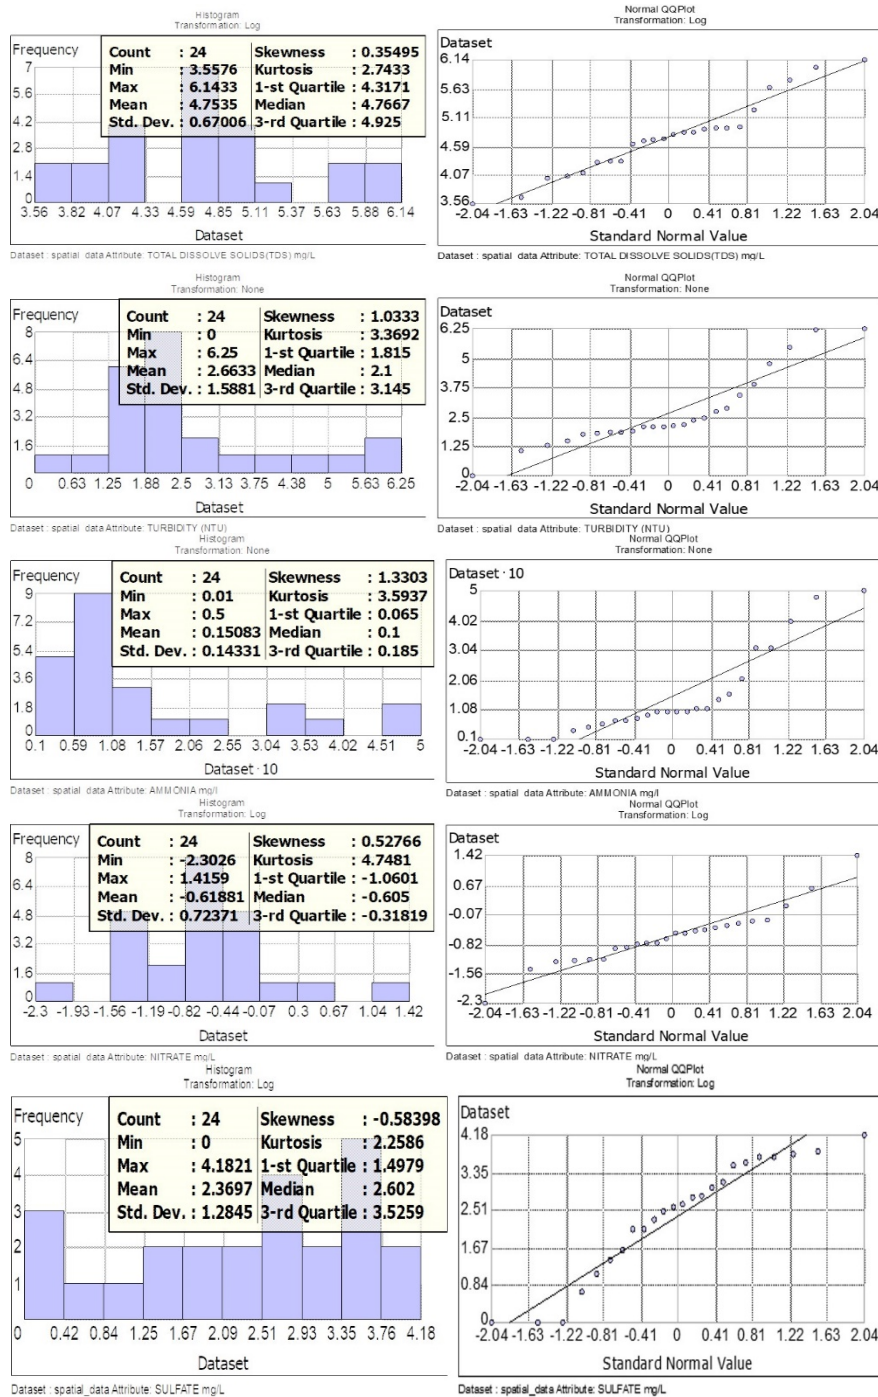 Histogram
Transformation: Log
Frequency
Count : 24 Skewness : 0.35495
Min : 3.5576 Kurtosis : 2.7433
Max : 6.1433 1-st Quartile : 4.3171
Mean : 4.7535 Median : 4.7667
Std. Dev. : 0.67006 3-rd Quartile : 4.925
7
5.6
4.2
2.8
1.4
0
3.56 3.82 4.07 4.33 4.59 4.85 5.11 5.37 5.63 5.88 6.14
Dataset
Dataset : spatial data Attribute: TOTAL DISSOLVE SOLIDS(TDS) mg/L
Normal QQPlot
Transformation: Log
Dataset
6.14
5.63
5.11
4.59
4.07
3.56
-2.04 -1.63 -1.22 -0.81 -0.41 0 0.41 0.81 1.22 1.63 2.04
Standard Normal Value
Dataset : spatial data Attribute: TOTAL DISSOLVE SOLIDS(TDS) mg/L
Histogram
Transformation: None
Frequency
Count : 24 Skewness : 1.0333
Min : 0 Kurtosis : 3.3692
Max : 6.25 1-st Quartile : 1.815
Mean : 2.6633 Median : 2.1
Std. Dev. : 1.5881 3-rd Quartile : 3.145
8
6.4
4.8
3.2
1.6
0 0.63 1.25 1.88 2.5 3.13 3.75 4.38 5 5.63 6.25
Dataset
Dataset : spatial data Attribute: TURBIDITY (NTU)
Normal QQPlot
Transformation: None
Dataset
6.25
5
3.75
2.5
1.25
0
-2.04 -1.63 -1.22 -0.81 -0.41 0 0.41 0.81 1.22 1.63 2.04
Standard Normal Value
Dataset : spatial data Attribute: TURBIDITY (NTU)
Histogram
Transformation: None
Frequency
Count : 24 Skewness : 1.3303
Min : 0.01 Kurtosis : 3.5937
Max : 0.5 1-st Quartile : 0.065
Mean : 0.15083 Median : 0.1
Std. Dev. : 0.14331 3-rd Quartile : 0.185
9
7.2
5.4
3.6
1.8
0
0.1 0.59 1.08 1.57 2.06 2.55 3.04 3.53 4.02 4.51 5
Dataset · 10
Dataset : spatial data Attribute: AMMONIA mg/l
Normal QQPlot
Transformation: None
Dataset · 10
5
4.02
3.04
2.06
1.08
0.1
-2.04 -1.63 -1.22 -0.81 -0.41 0 0.41 0.81 1.22 1.63 2.04
Standard Normal Value
Dataset : spatial data Attribute: AMMONIA mg/l
Histogram
Transformation: Log
Frequency
Count : 24 Skewness : 0.52766
Min : -2.3026 Kurtosis : 4.7481
Max : 1.4159 1-st Quartile : -1.0601
Mean : -0.61881 Median : -0.605
Std. Dev. : 0.72371 3-rd Quartile : -0.31819
8
6.4
4.8
3.2
1.6
0
-2.3 -1.93 -1.56 -1.19 -0.82 -0.44 -0.07 0.3 0.67 1.04 1.42
Dataset
Dataset : spatial data Attribute: NITRATE mg/L
Normal QQPlot
Transformation: Log
Dataset
1.42
0.67
-0.07
-0.82
-1.56
-2.3
-2.04 -1.63 -1.22 -0.81 -0.41 0 0.41 0.81 1.22 1.63 2.04
Standard Normal Value
Dataset : spatial data Attribute: NITRATE mg/L
Histogram
Transformation: Log
Frequency
Count : 24 Skewness : -0.58398
Min : 0 Kurtosis : 2.2586
Max : 4.1821 1-st Quartile : 1.4979
Mean : 2.3697 Median : 2.602
Std. Dev. : 1.2845 3-rd Quartile : 3.5259
5
4
3
2
1
0 0.42 0.84 1.25 1.67 2.09 2.51 2.93 3.35 3.76 4.18
Dataset
Dataset : spatial_data Attribute: SULFATE mg/L
Normal QQPlot
Transformation: Log
Dataset
4.18
3.35
2.51
1.67
0.84
0
-2.04 -1.63 -1.22 -0.81 -0.41 0 0.41 0.81 1.22 1.63 2.04
Standard Normal Value
Dataset : spatial_data Attribute: SULFATE mg/L